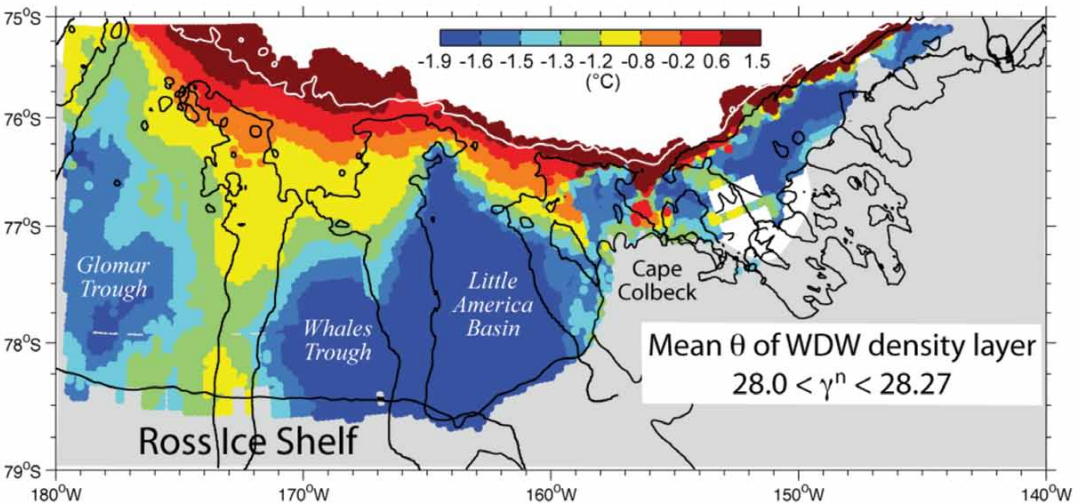 75°S
-1.9 -1.6 -1.5 -1.3 -1.2 -0.8 -0.2 0.6 1.5
(°C)
76°S
77°S
Glomar
Trough
Little
America
Basin
Cape
Colbeck
Whales
Trough
78°S
Mean θ of WDW density layer
28.0 < γⁿ < 28.27
Ross Ice Shelf
79°S
180°W 170°W 160°W 150°W 140°W